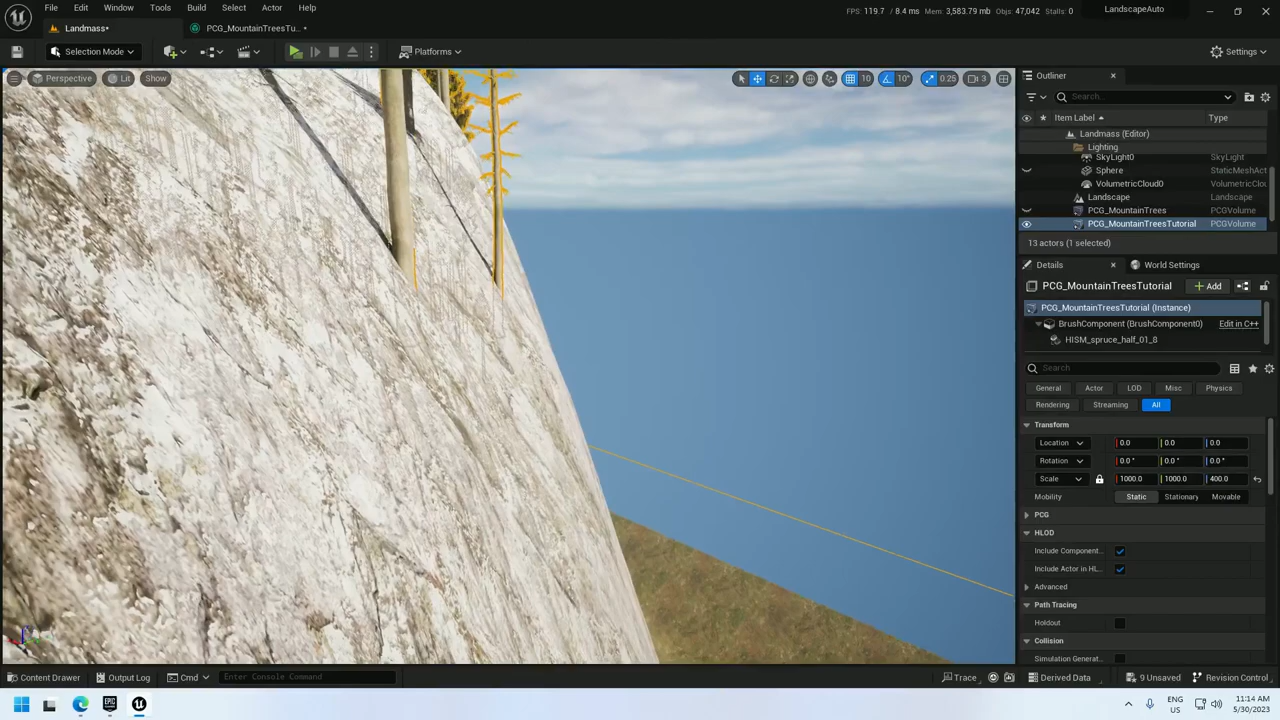 File Edit Window Tools Build Select Actor Help
FPS: 119.7 / 8.4 ms Mem: 3,583.79 mb Objs: 47,042 Stalls: 0
LandscapeAuto
Landmass*
PCG_MountainTreesTu...*
Selection Mode
Platforms
Settings
Perspective Lit Show
10 10° 0.25 3
Outliner
Search...
Item Label Type
Landmass (Editor)
Lighting
SkyLight0 SkyLight
Sphere StaticMeshAct
VolumetricCloud0 VolumetricClou
Landscape Landscape
PCG_MountainTrees PCGVolume
PCG_MountainTreesTutorial PCGVolume
13 actors (1 selected)
Details World Settings
PCG_MountainTreesTutorial Add
PCG_MountainTreesTutorial (Instance)
BrushComponent (BrushComponent0) Edit in C++
HISM_spruce_half_01_8
Search
General Actor LOD Misc Physics
Rendering Streaming All
Transform
Location 0.0 0.0 0.0
Rotation 0.0° 0.0° 0.0°
Scale 1000.0 1000.0 400.0
Mobility Static Stationary Movable
PCG
HLOD
Include Component...
Include Actor in HL...
Advanced
Path Tracing
Holdout
Collision
Simulation Generat...
Content Drawer Output Log Cmd Enter Console Command
Trace Derived Data 9 Unsaved Revision Control
ENG
US
11:14 AM
5/30/2023